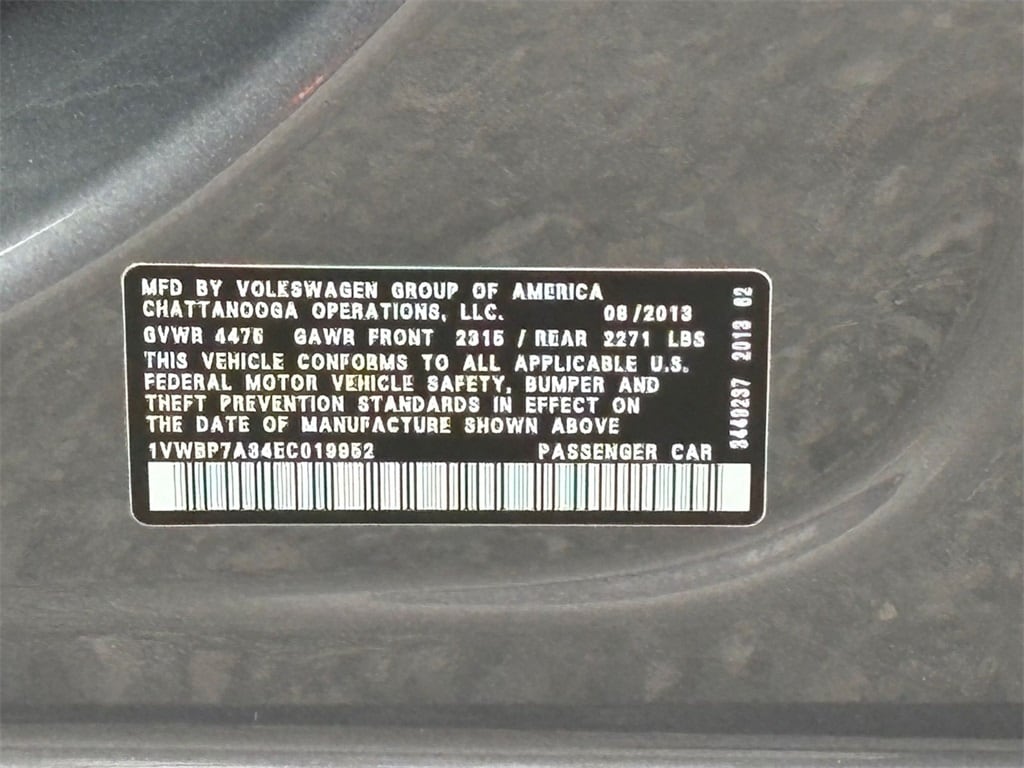 MFD BY VOLKSWAGEN GROUP OF AMERICA
CHATTANOOGA OPERATIONS, LLC. 08/2013
GVWR 4475 GAWR FRONT 2315 / REAR 2271 LBS
THIS VEHICLE CONFORMS TO ALL APPLICABLE U.S.
FEDERAL MOTOR VEHICLE SAFETY, BUMPER AND
THEFT PREVENTION STANDARDS IN EFFECT ON
THE DATE OF MANUFACTURE SHOWN ABOVE
1VWBP7A34EC019952 PASSENGER CAR
2013 02